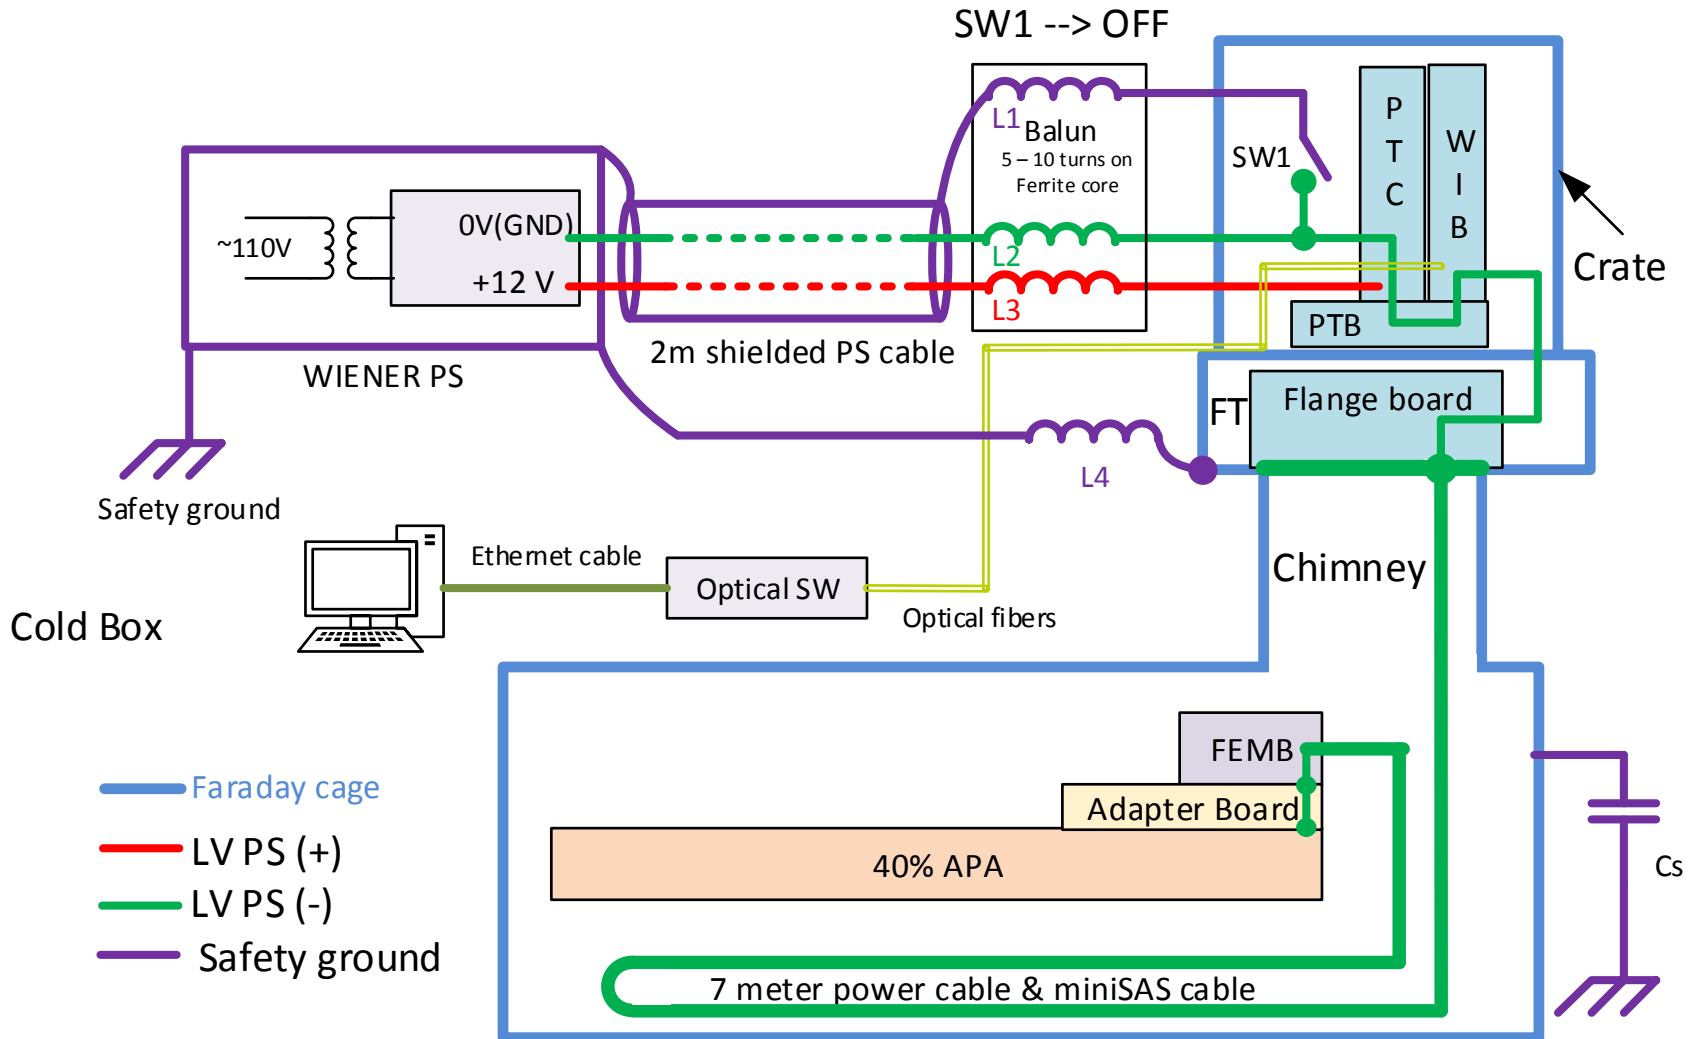 SW1 --> OFF
L1
Balun
5 – 10 turns on
Ferrite core
L2
L3
SW1
P
T
C
W
I
B
Crate
PTB
~110V
0V(GND)
+12 V
WIENER PS
2m shielded PS cable
FT
Flange board
L4
Safety ground
Ethernet cable
Optical SW
Optical fibers
Chimney
Cold Box
FEMB
Adapter Board
40% APA
7 meter power cable & miniSAS cable
Cs
Faraday cage
LV PS (+)
LV PS (-)
Safety ground